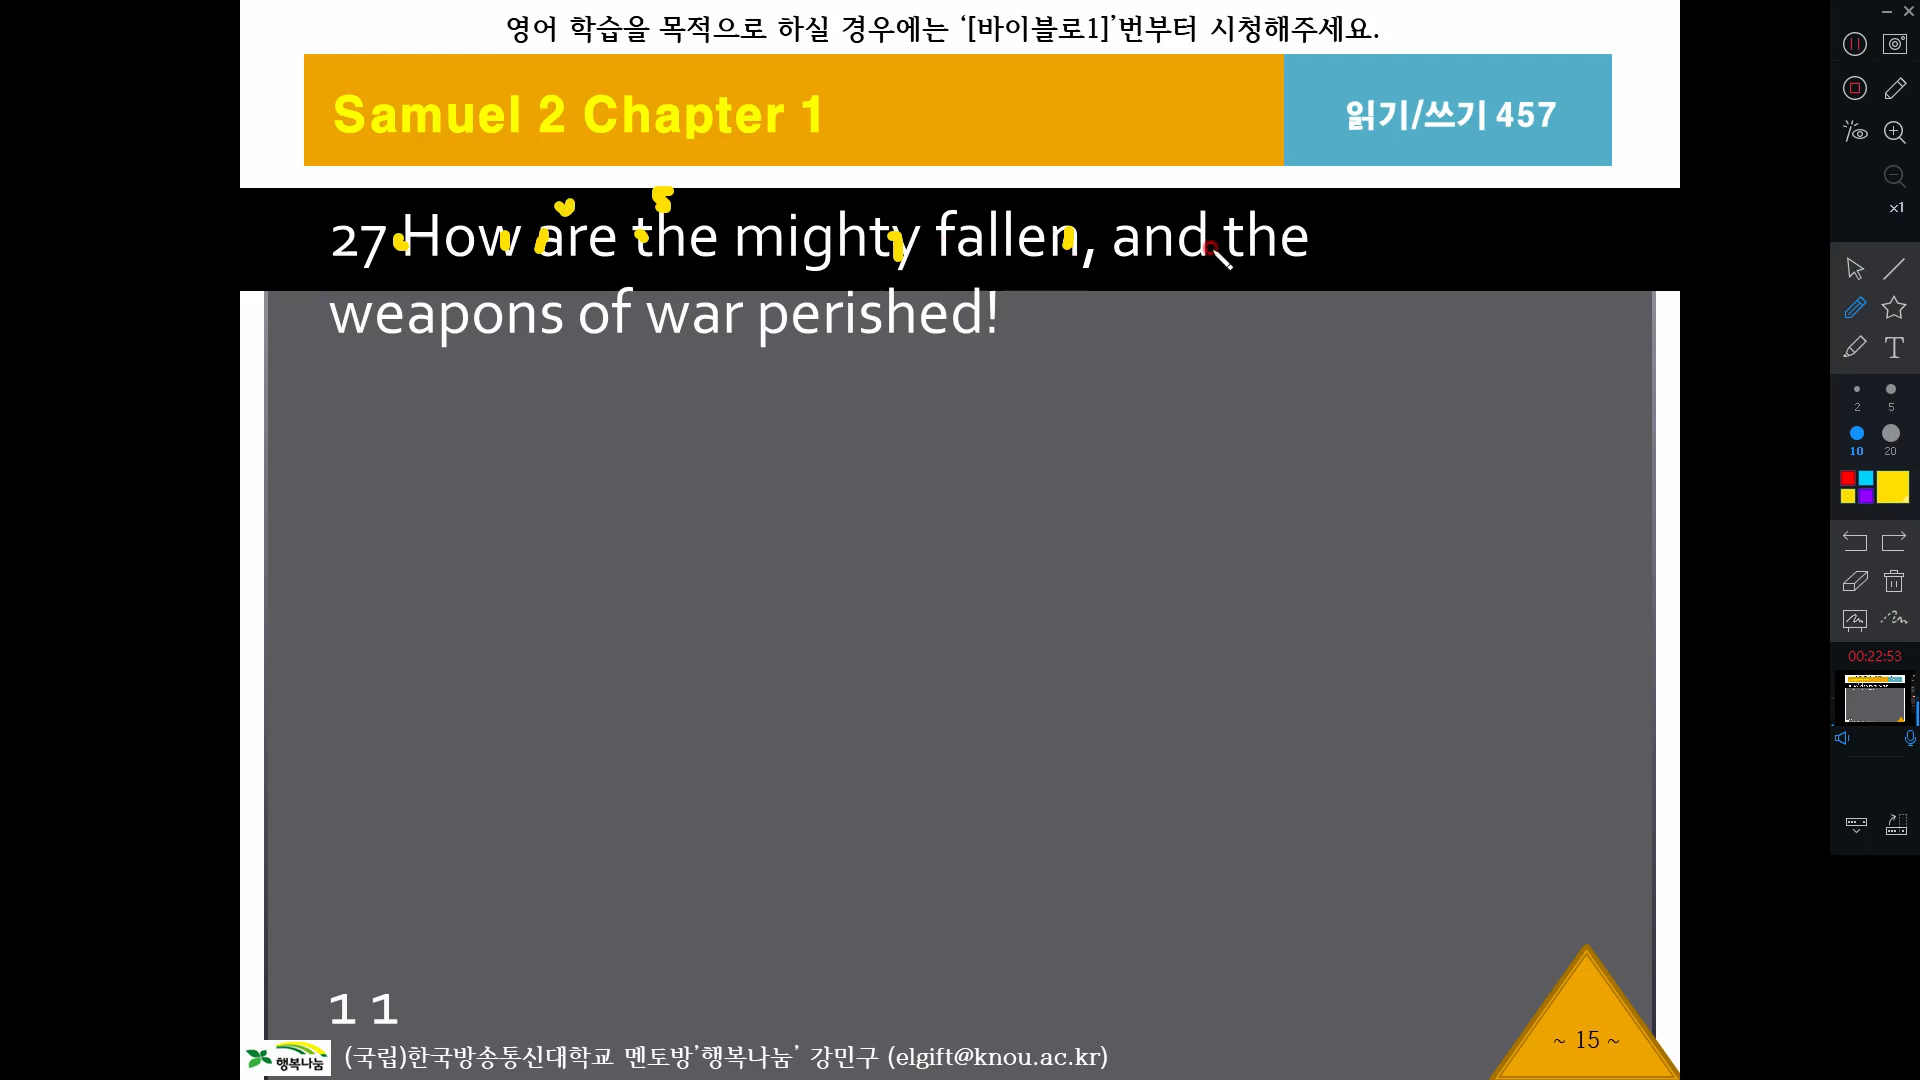 영어 학습을 목적으로 하실 경우에는 ‘[바이블로1]’번부터 시청해주세요.
Samuel 2 Chapter 1
읽기/쓰기 457
27 How are the mighty fallen, and the
weapons of war perished!
1 1
행복나눔
(국립)한국방송통신대학교 멘토방’행복나눔’ 강민구 (elgift@knou.ac.kr)
~ 15 ~
x1
T
2
5
10
20
00:22:53